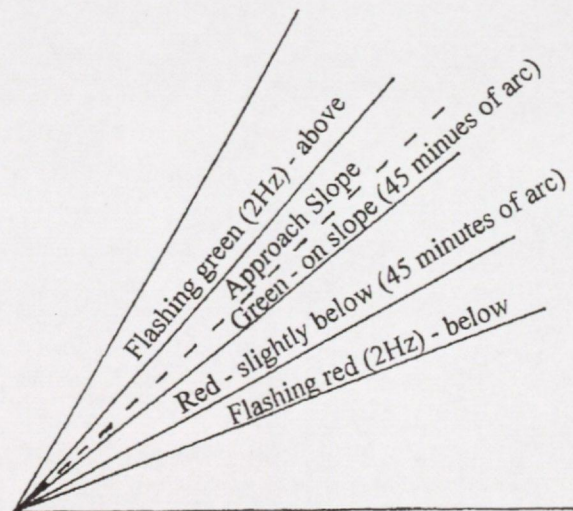 Flashing green (2Hz) - above
Approach Slope
Green - on slope (45 minues of arc)
Red - slightly below (45 minutes of arc)
Flashing red (2Hz) - below